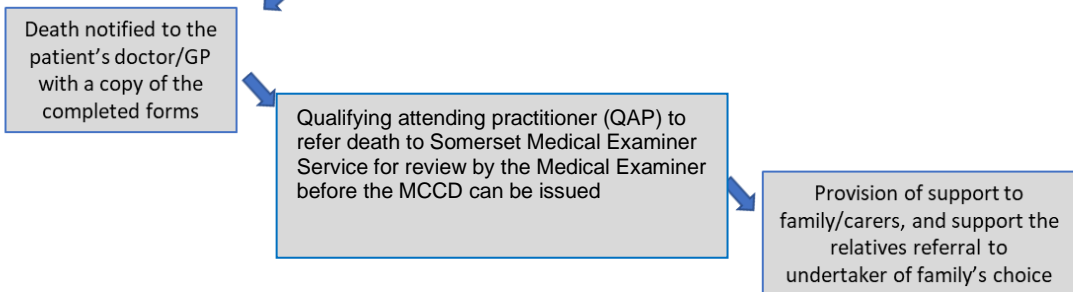 Death notified to the
patient’s doctor/GP
with a copy of the
completed forms
Qualifying attending practitioner (QAP) to
refer death to Somerset Medical Examiner
Service for review by the Medical Examiner
before the MCCD can be issued
Provision of support to
family/carers, and support the
relatives referral to
undertaker of family’s choice